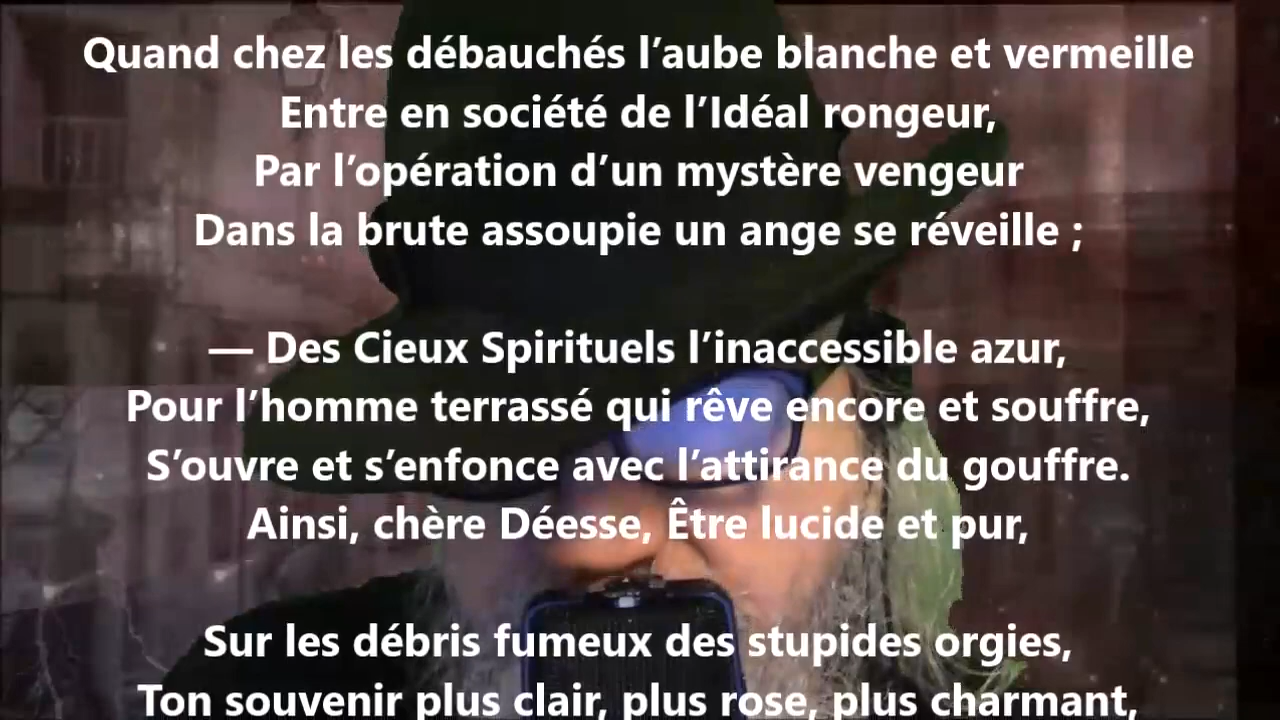 Quand chez les débauchés l’aube blanche et vermeille
Entre en société de l’Idéal rongeur,
Par l’opération d’un mystère vengeur
Dans la brute assoupie un ange se réveille ;
— Des Cieux Spirituels l’inaccessible azur,
Pour l’homme terrassé qui rêve encore et souffre,
S’ouvre et s’enfonce avec l’attirance du gouffre.
Ainsi, chère Déesse, Être lucide et pur,
Sur les débris fumeux des stupides orgies,
Ton souvenir plus clair, plus rose, plus charmant,